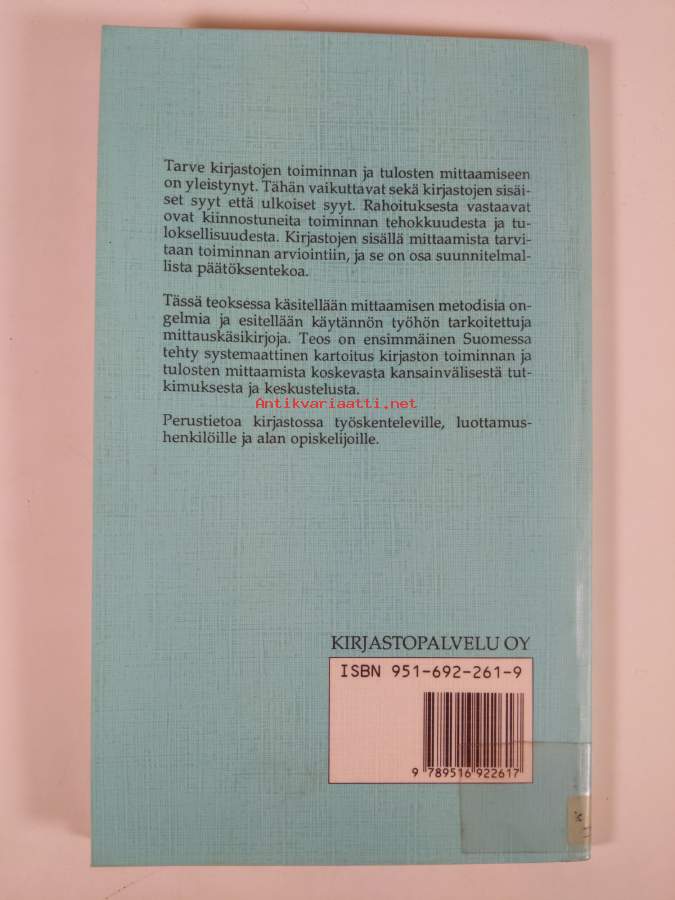 Tarve kirjastojen toiminnan ja tulosten mittaamiseen
on yleistynyt. Tähän vaikuttavat sekä kirjastojen sisäi-
set syyt että ulkoiset syyt. Rahoituksesta vastaavat
ovat kiinnostuneita toiminnan tehokkuudesta ja tu-
loksellisuudesta. Kirjastojen sisällä mittaamista tarvi-
taan toiminnan arviointiin, ja se on osa suunnitelmal-
lista päätöksentekoa.
Tässä teoksessa käsitellään mittaamisen metodisia on-
gelmia ja esitellään käytännön työhön tarkoitettuja
mittauskäsikirjoja. Teos on ensimmäinen Suomessa
tehty systemaattinen kartoitus kirjaston toiminnan ja
tulosten mittaamista koskevasta kansainvälisestä tut-
kimuksesta ja keskustelusta.
Antikvariaatti.net
Perustietoa kirjastossa työskenteleville, luottamus-
henkilöille ja alan opiskelijoille.
KIRJASTOPALVELU OY
ISBN 951-692-261-9
9 789516 922617